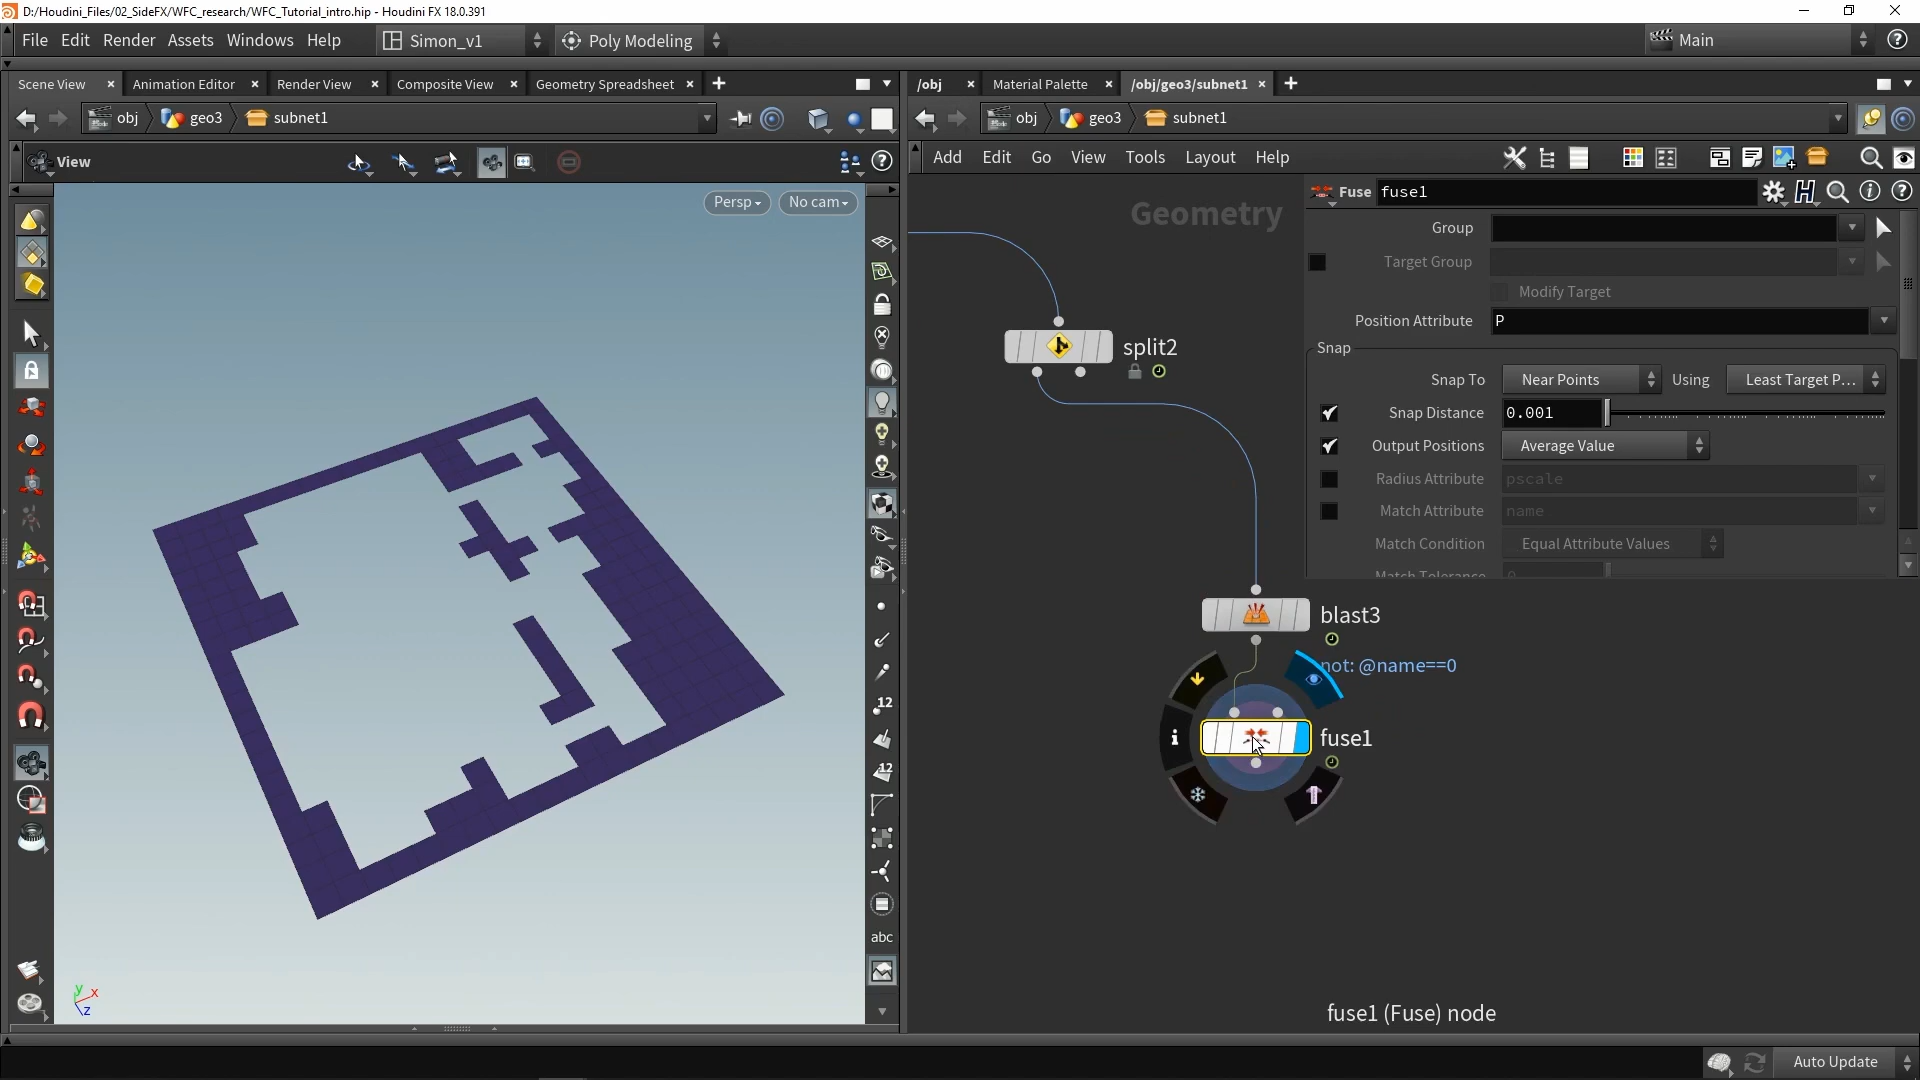 D:/Houdini_Files/02_SideFX/WFC_research/WFC_Tutorial_intro.hip - Houdini FX 18.0.391
File Edit Render Assets Windows Help Simon_v1 Poly Modeling Main
Scene View Animation Editor Render View Composite View Geometry Spreadsheet
/obj Material Palette /obj/geo3/subnet1
obj geo3 subnet1
obj geo3 subnet1
View
Add Edit Go View Tools Layout Help
Persp No cam
Geometry
Fuse fuse1
Group
Target Group
Modify Target
Position Attribute P
Snap
Snap To Near Points Using Least Target P...
Snap Distance 0.001
Output Positions Average Value
Radius Attribute pscale
Match Attribute name
Match Condition Equal Attribute Values
Match Tolerance 0
split2
blast3
not: @name==0
fuse1
12
12
abc
y x
z
fuse1 (Fuse) node
Auto Update